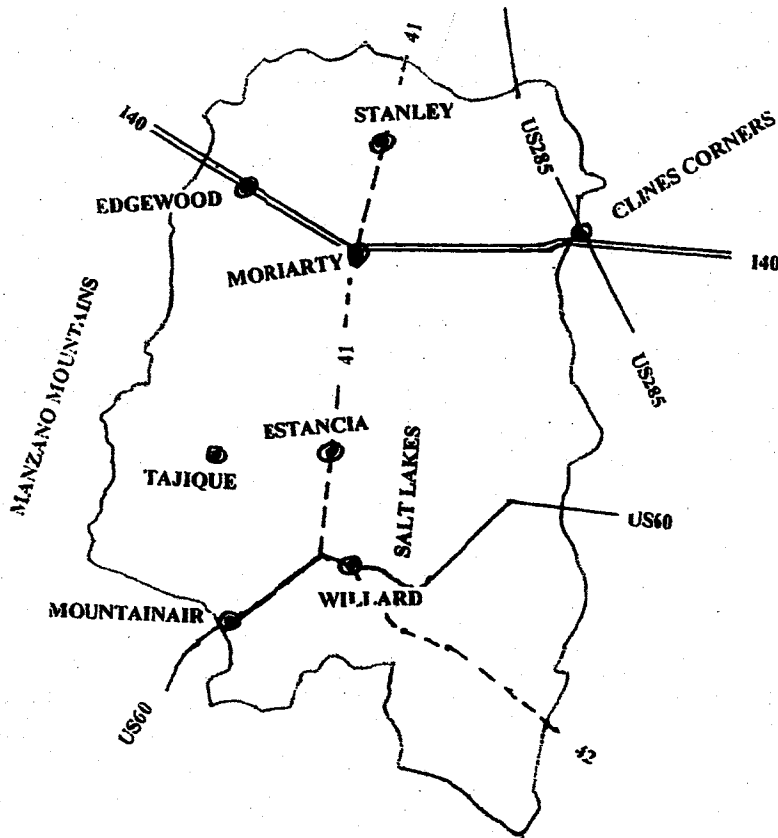 41
STANLEY
I40
US285
CLINES CORNERS
EDGEWOOD
MORIARTY
I40
MANZANO MOUNTAINS
41
US285
ESTANCIA
TAJIQUE
SALT LAKES
US60
WILLARD
MOUNTAINAIR
US60
42